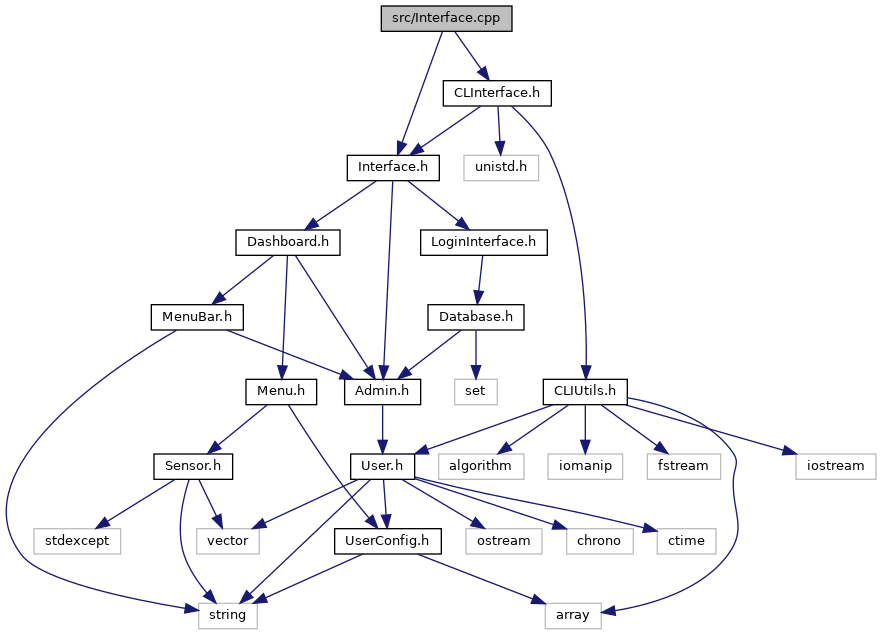 src/Interface.cpp
CLInterface.h
Interface.h
unistd.h
Dashboard.h
LoginInterface.h
MenuBar.h
Database.h
Menu.h
Admin.h
set
CLIUtils.h
Sensor.h
User.h
algorithm
iomanip
fstream
iostream
stdexcept
vector
UserConfig.h
ostream
chrono
ctime
string
array